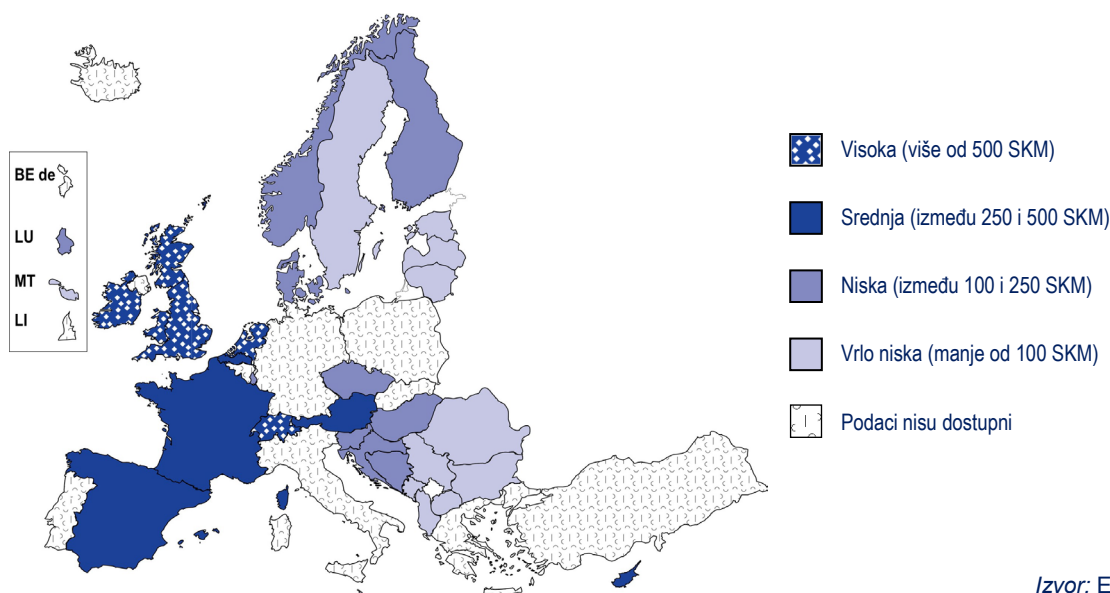 BE de
LU
MT
LI
Visoka (više od 500 SKM)
Srednja (između 250 i 500 SKM)
Niska (između 100 i 250 SKM)
Vrlo niska (manje od 100 SKM)
Podaci nisu dostupni
Izvor: E